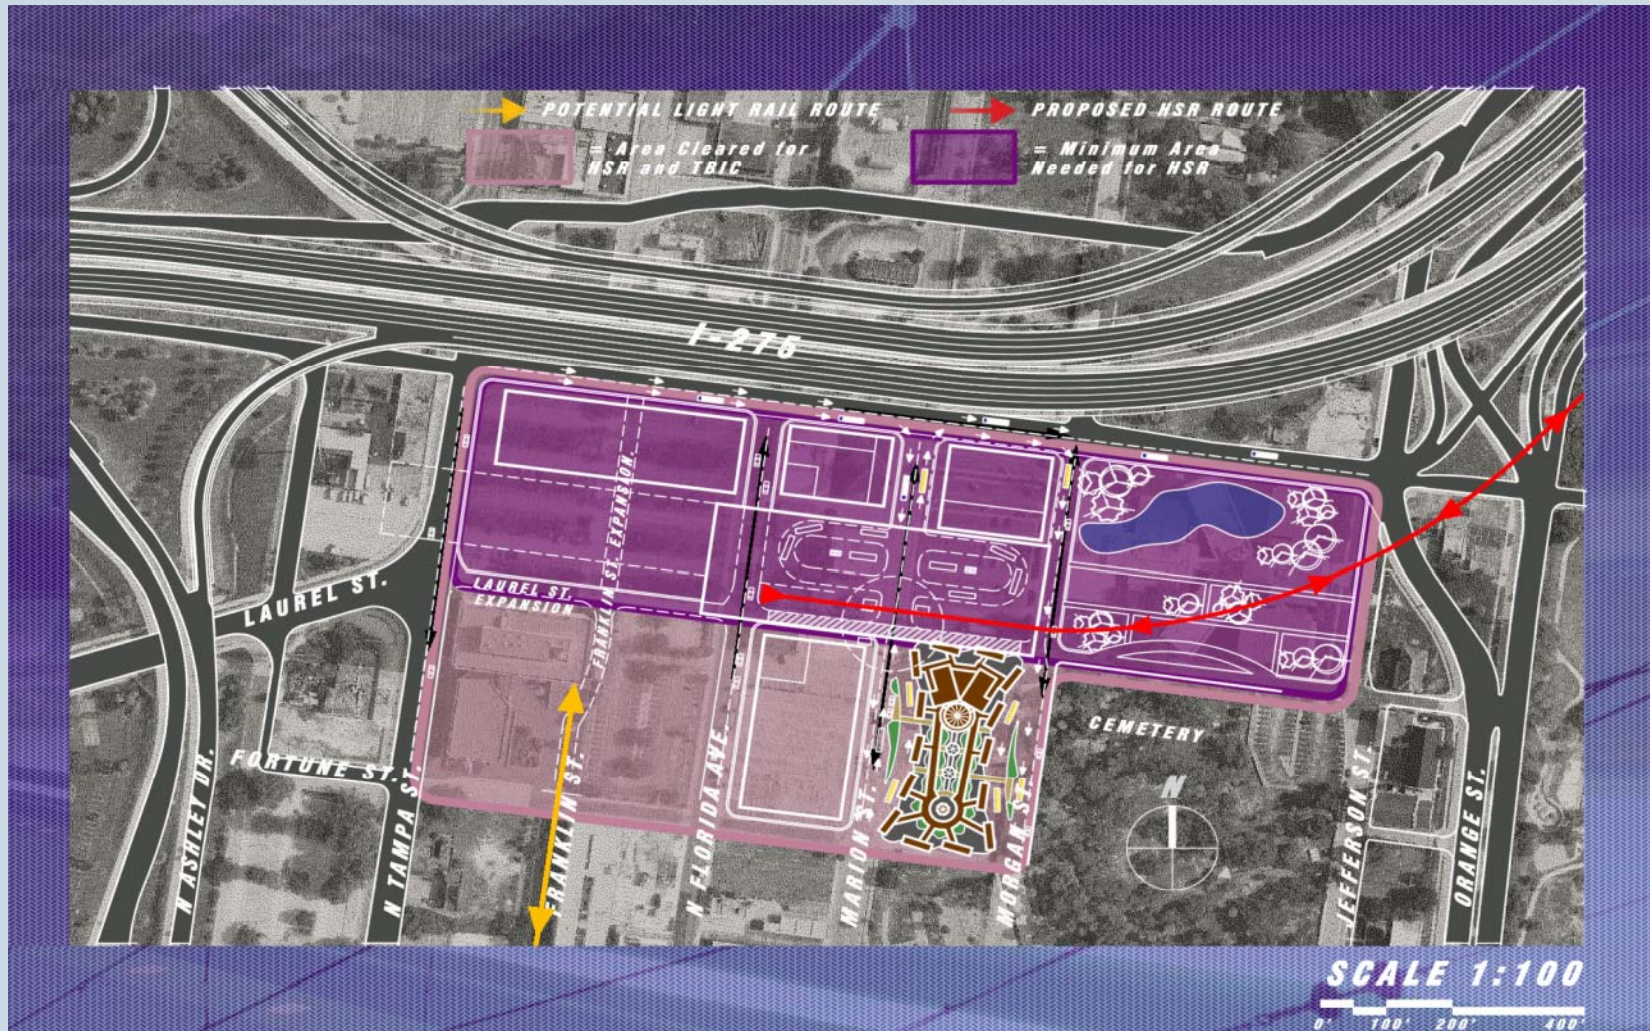 POTENTIAL LIGHT RAIL ROUTE
PROPOSED HSR ROUTE
= Area Cleared for
HSR and TBIC
= Minimum Area
Needed for HSR
I-275
FRANKLIN ST. EXPANSION.
LAUREL ST.
EXPANSION
LAUREL ST.
CEMETERY
FORTUNE ST.
N
N ASHLEY DR.
N TAMPA ST.
FRANKLIN ST.
N FLORIDA AVE.
MARION ST.
MORGAN ST.
JEFFERSON ST.
ORANGE ST.
SCALE 1:100
0' 100' 200' 400'